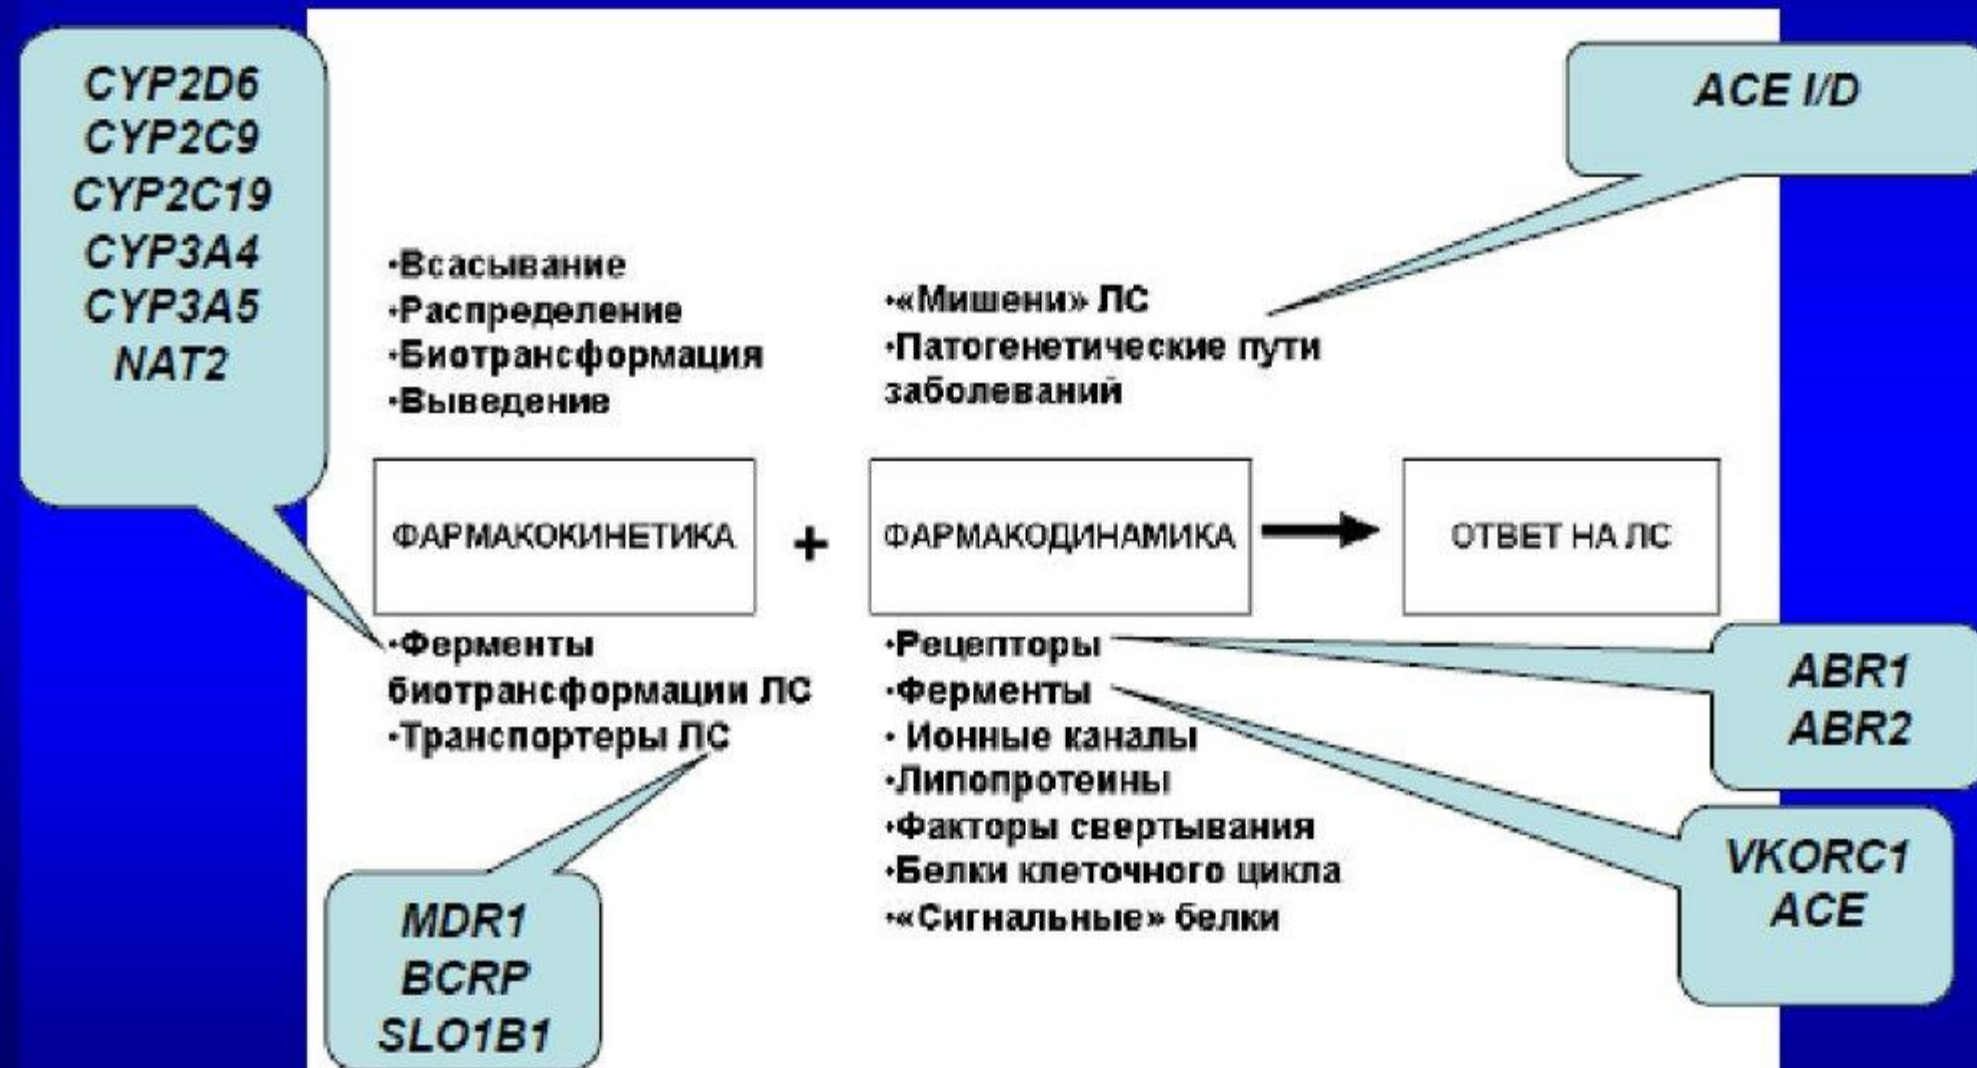 CYP2D6
CYP2C9
CYP2C19
CYP3A4
CYP3A5
NAT2
ACE I/D
•Всасывание
•Распределение
•Биотрансформация
•Выведение
•«Мишени» ЛС
•Патогенетические пути
заболеваний
ФАРМАКОКИНЕТИКА
+
ФАРМАКОДИНАМИКА
ОТВЕТ НА ЛС
•Ферменты
биотрансформации ЛС
•Транспортеры ЛС
•Рецепторы
•Ферменты
• Ионные каналы
•Липопротеины
•Факторы свертывания
•Белки клеточного цикла
•«Сигнальные» белки
ABR1
ABR2
VKORC1
ACE
MDR1
BCRP
SLO1B1